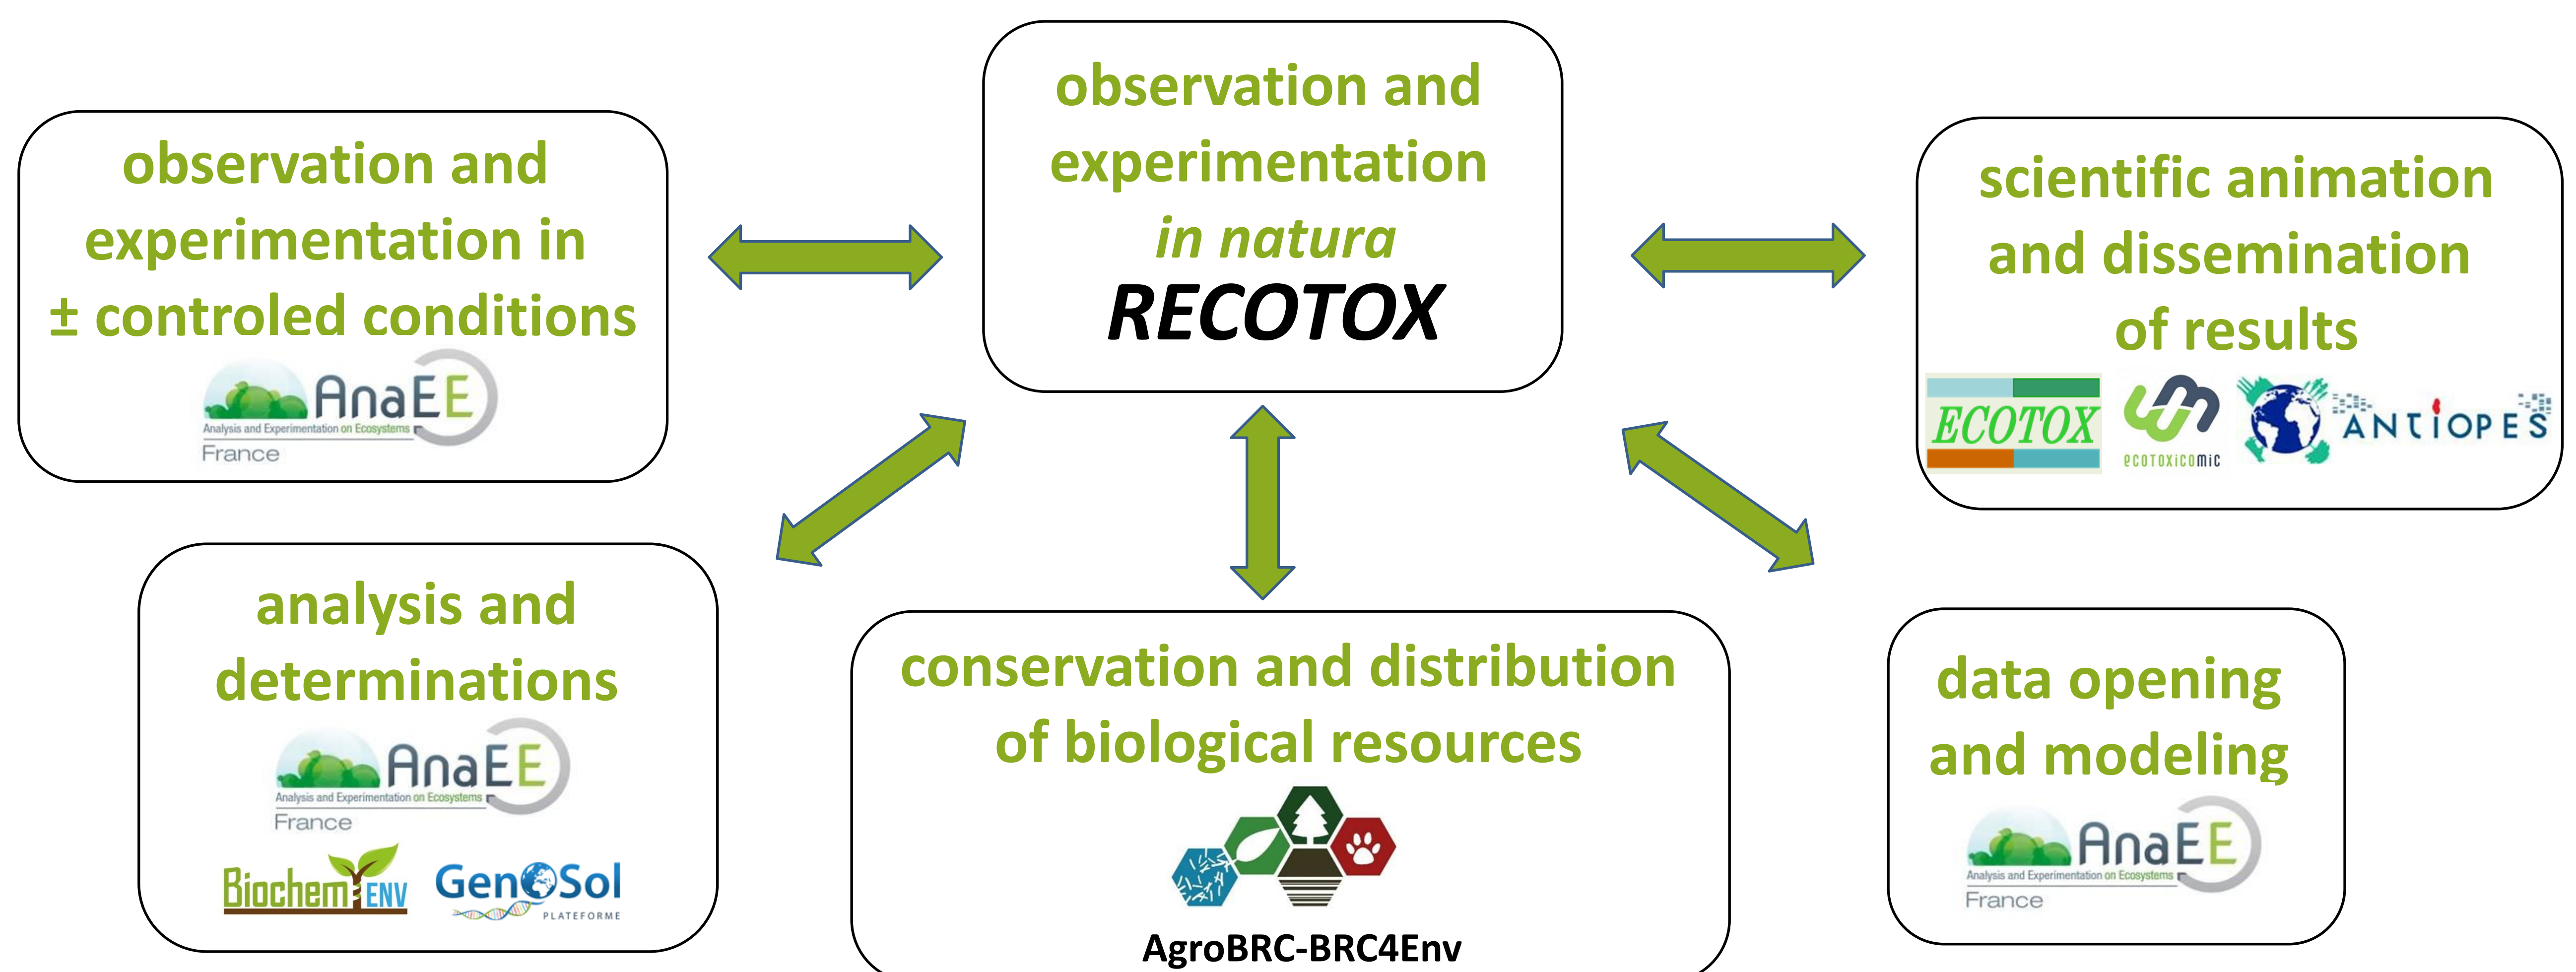 observation and
experimentation in
± controled conditions
AnaEE
Analysis and Experimentation on Ecosystems
France
observation and
experimentation
in natura
RECOTOX
scientific animation
and dissemination
of results
ECOTOX
ecotoxicomic
ANTIOPES
analysis and
determinations
AnaEE
Analysis and Experimentation on Ecosystems
France
BiochemENV
GenoSol
PLATEFORME
conservation and distribution
of biological resources
AgroBRC-BRC4Env
data opening
and modeling
AnaEE
Analysis and Experimentation on Ecosystems
France